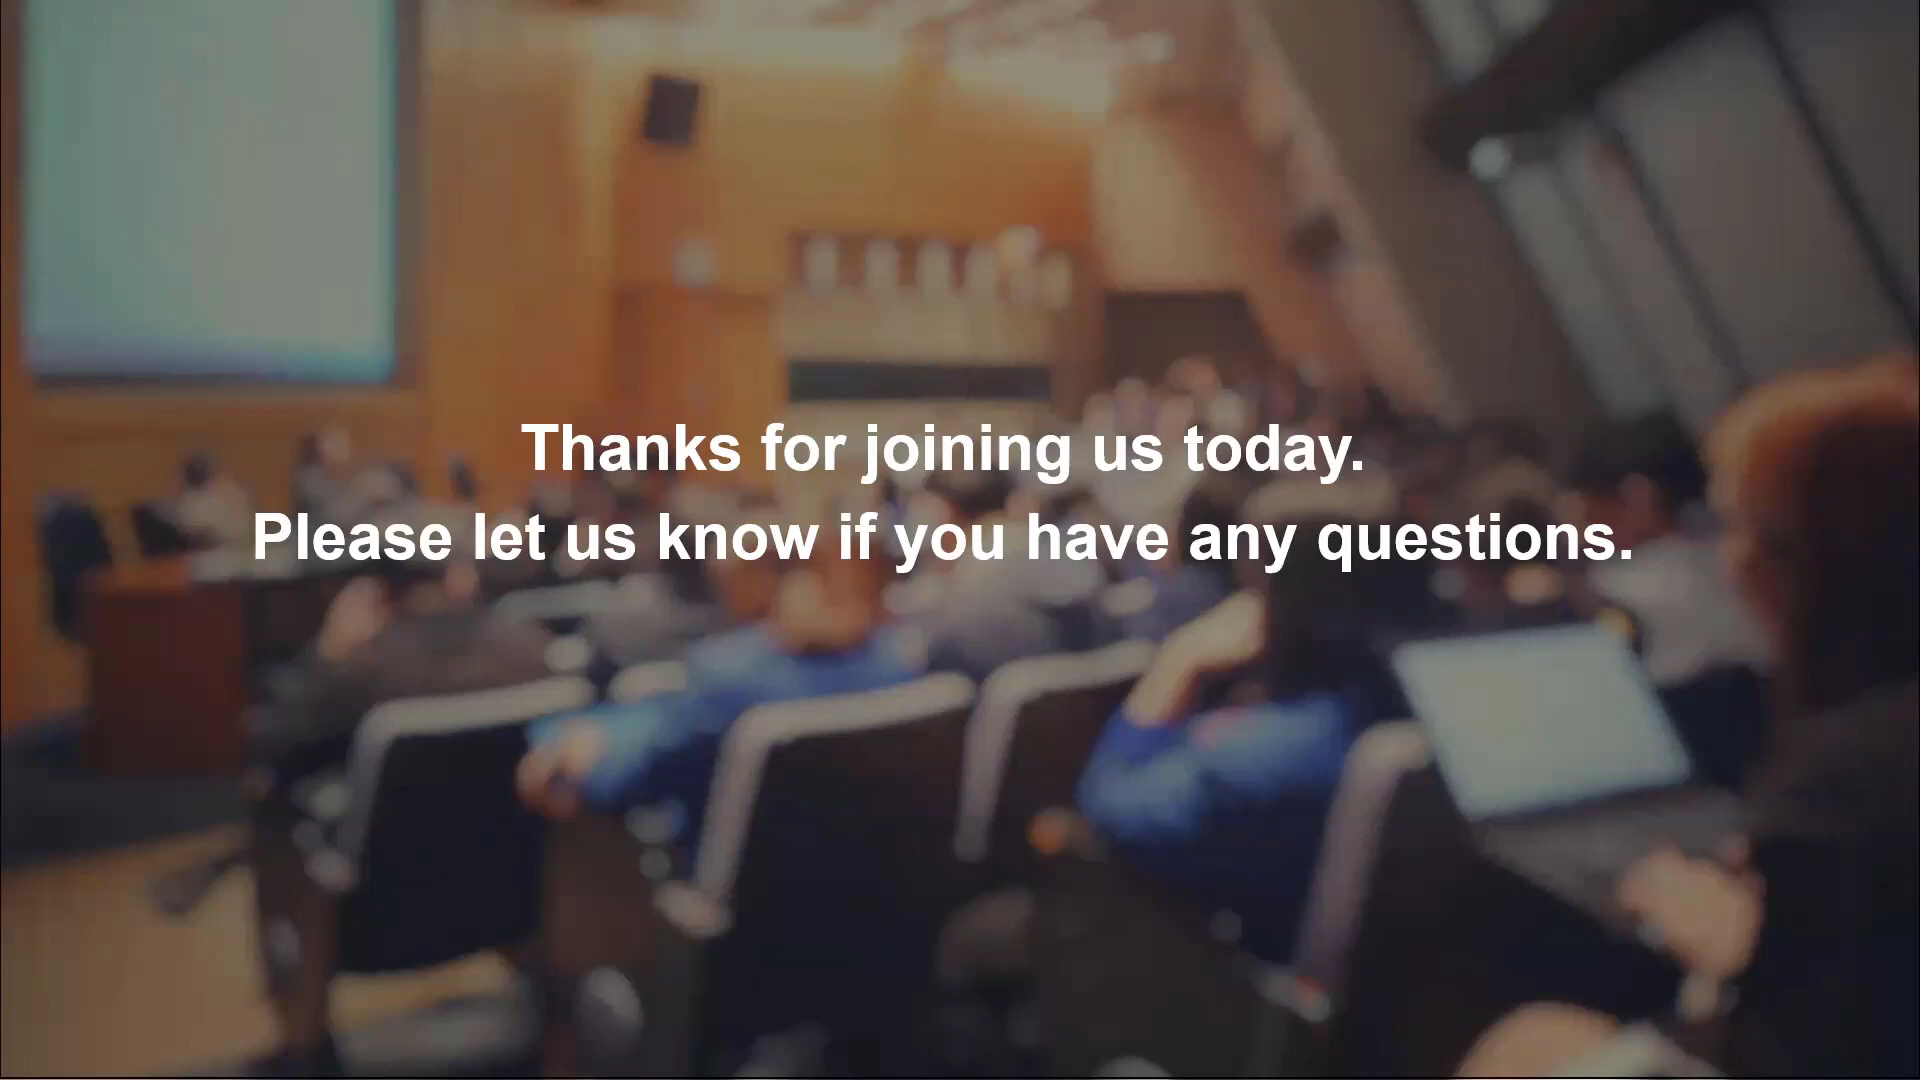 Thanks for joining us today.
Please let us know if you have any questions.